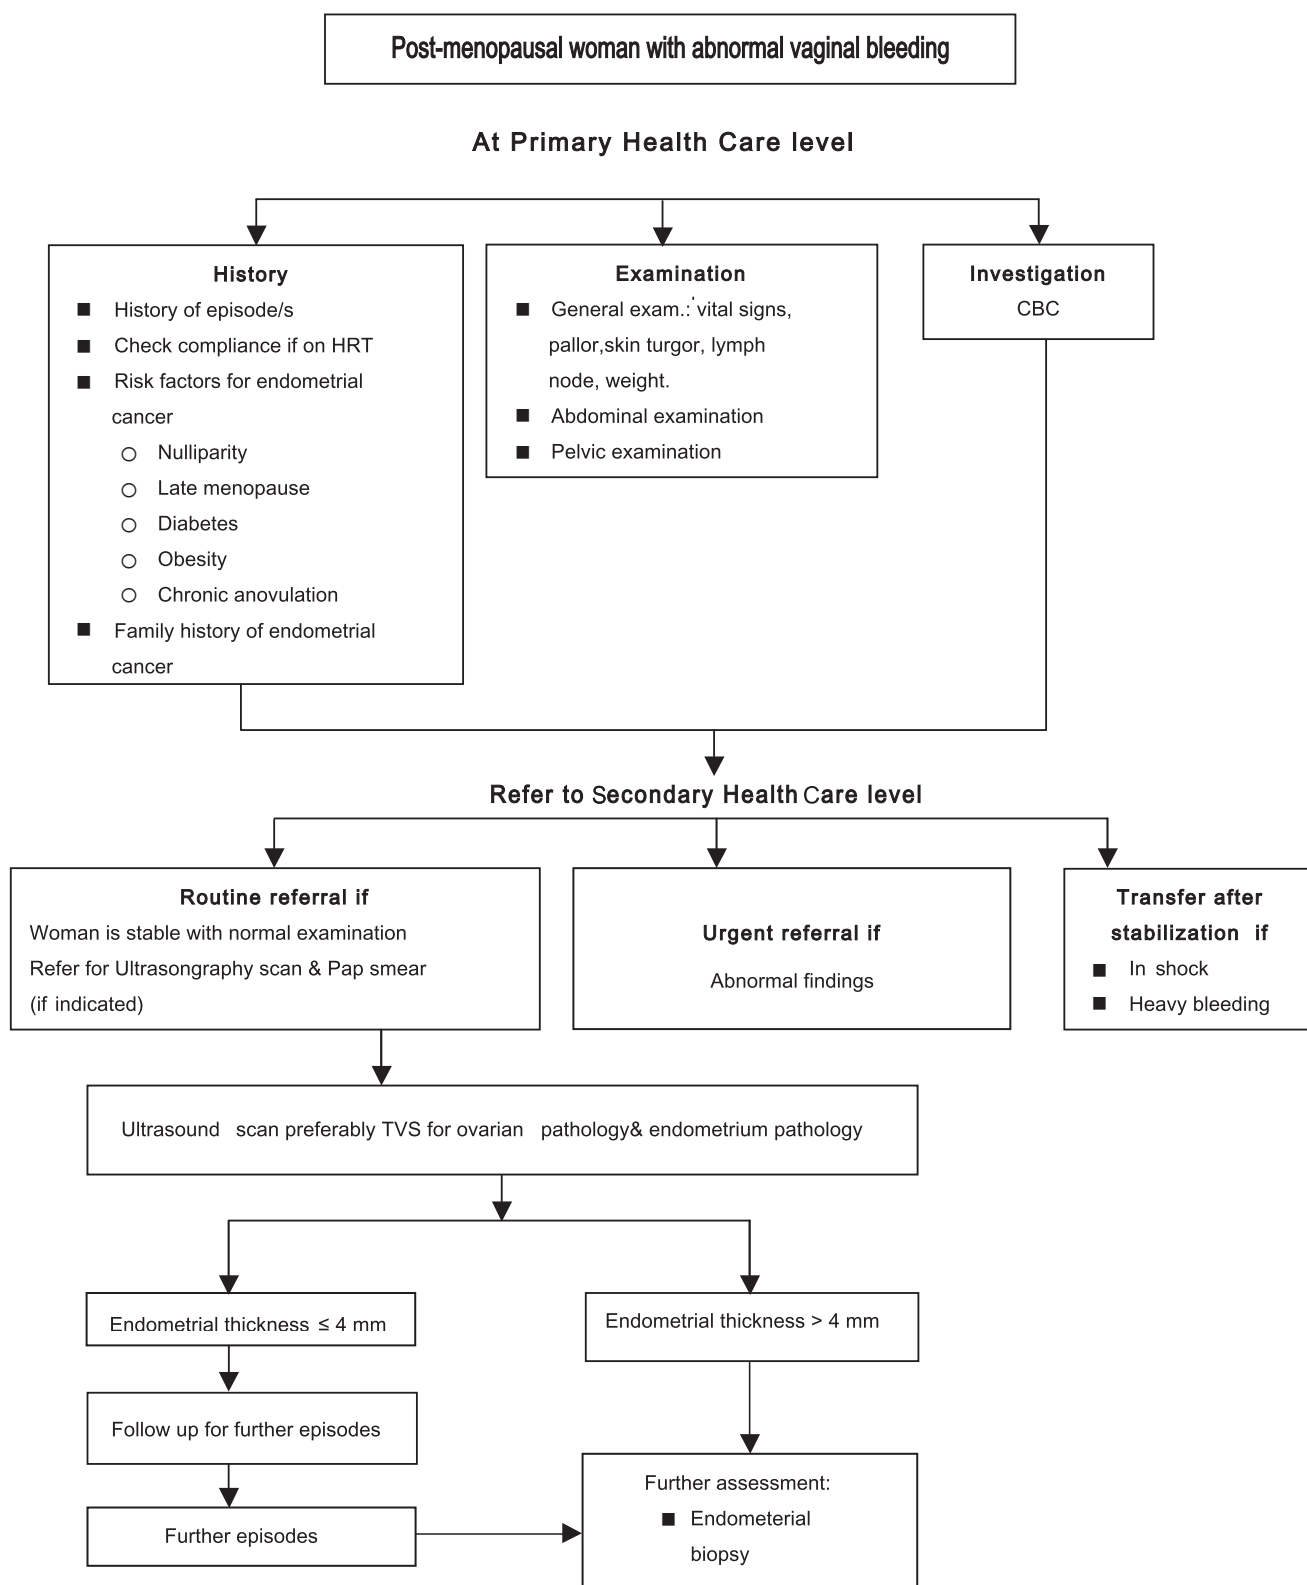 Post-menopausal woman with abnormal vaginal bleeding
At Primary Health Care level
History
■ History of episode/s
■ Check compliance if on HRT
■ Risk factors for endometrial
cancer
○ Nulliparity
○ Late menopause
○ Diabetes
○ Obesity
○ Chronic anovulation
■ Family history of endometrial
cancer
Examination
■ General exam.: vital signs,
pallor,skin turgor, lymph
node, weight.
■ Abdominal examination
■ Pelvic examination
Investigation
CBC
Refer to Secondary Health Care level
Routine referral if
Woman is stable with normal examination
Refer for Ultrasongraphy scan & Pap smear
(if indicated)
Urgent referral if
Abnormal findings
Transfer after
stabilization if
■ In shock
■ Heavy bleeding
Ultrasound scan preferably TVS for ovarian pathology& endometrium pathology
Endometrial thickness ≤ 4 mm
Endometrial thickness > 4 mm
Follow up for further episodes
Further episodes
Further assessment:
■ Endometerial
biopsy